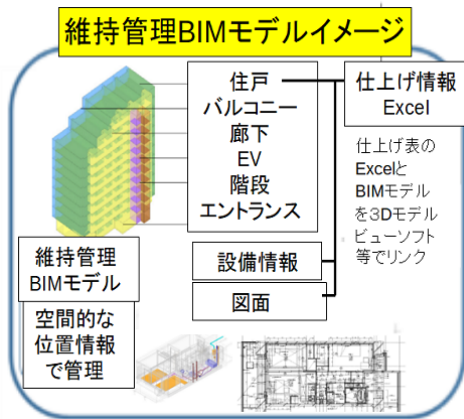 維持管理BIMモデルイメージ
住戸
バルコニー
廊下
EV
階段
エントランス
仕上げ情報
Excel
仕上げ表の
Excelと
BIMモデル
を3Dモデル
ビューソフト
等でリンク
維持管理
BIMモデル
空間的な
位置情報
で管理
設備情報
図面